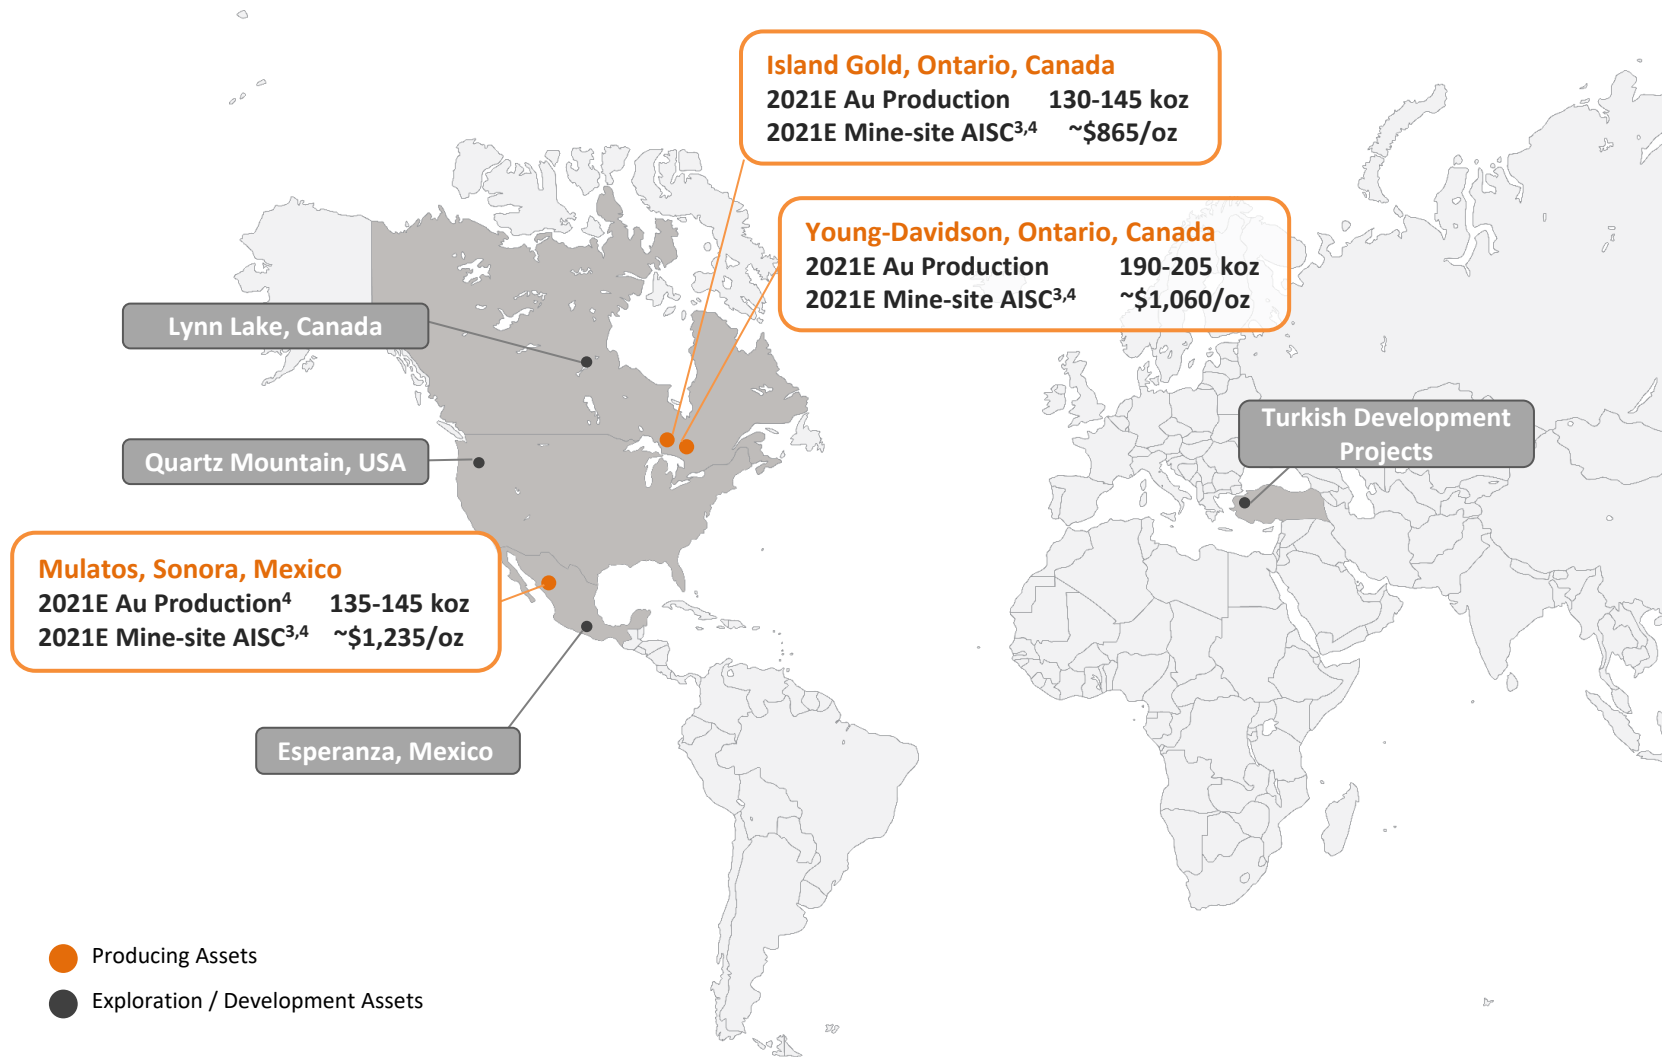 Island Gold, Ontario, Canada
2021E Au Production 130-145 koz
2021E Mine-site AISC3,4 ~$865/oz
Young-Davidson, Ontario, Canada
2021E Au Production 190-205 koz
2021E Mine-site AISC3,4 ~$1,060/oz
Lynn Lake, Canada
Turkish Development
Projects
Quartz Mountain, USA
Mulatos, Sonora, Mexico
2021E Au Production4 135-145 koz
2021E Mine-site AISC3,4 ~$1,235/oz
Esperanza, Mexico
Producing Assets
Exploration / Development Assets